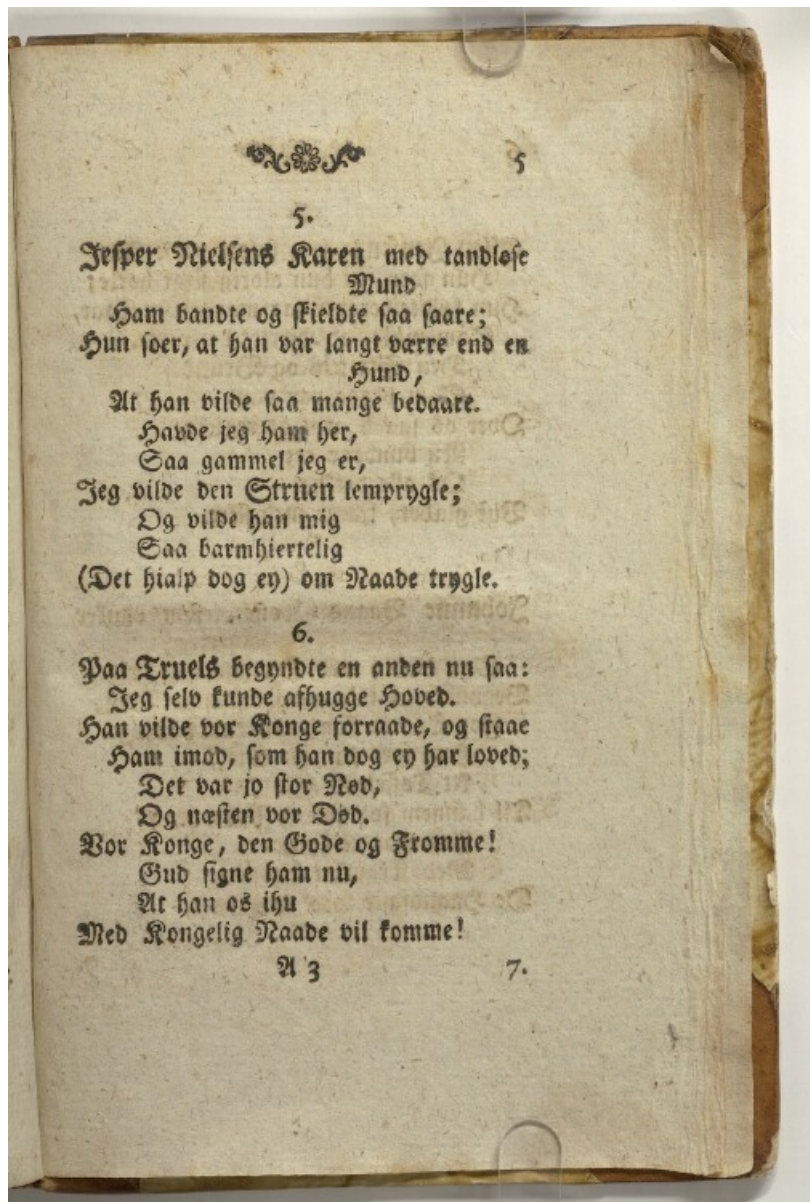 5
5.
Jesper Nielsens Karen med tandløse
Mund
Ham bandte og skieldte saa saare;
Hun soer, at han var langt værre end en
Hund,
At han vilde saa mange bedaare.
Havde jeg ham her,
Saa gammel jeg er,
Jeg vilde den Struen lemprygle;
Og vilde han mig
Saa barmhiertelig
(Det hialp dog ey) om Naade trygle.
6.
Paa Truels begyndte en anden nu saa:
Jeg selv kunde afhugge Hoved.
Han vilde vor Konge forraade, og staae
Ham imod, som han dog ey har loved;
Det var jo stor Nød,
Og næsten vor Død.
Vor Konge, den Gode og Fromme!
Gud signe ham nu,
At han os ihu
Med Kongelig Naade vil komme!
A 3 7.